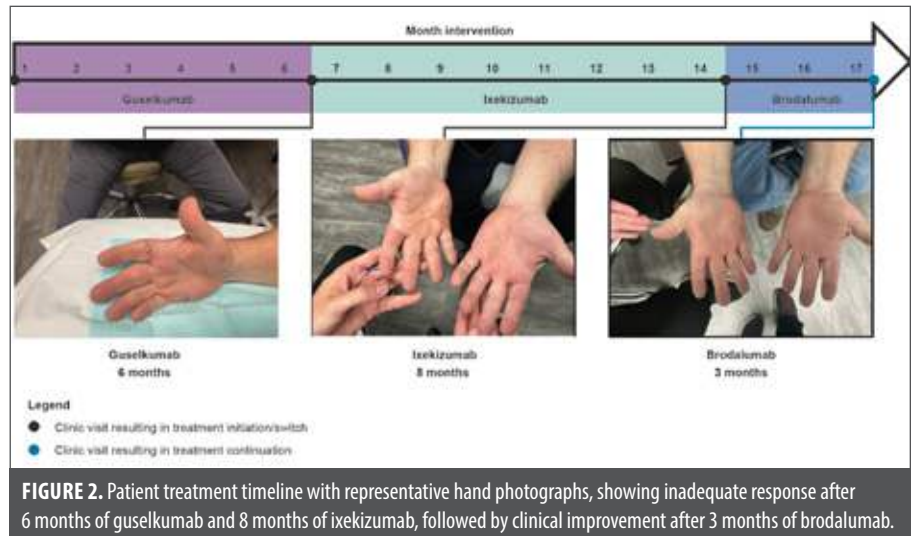 Month intervention
1 2 3 4 5 6 7 8 9 10 11 12 13 14 15 16 17
Guselkumab Ixekizumab Brodalumab
Guselkumab Ixekizumab Brodalumab
6 months 8 months 3 months
Legend
Clinic visit resulting in treatment initiation/switch
Clinic visit resulting in treatment continuation
FIGURE 2. Patient treatment timeline with representative hand photographs, showing inadequate response after
6 months of guselkumab and 8 months of ixekizumab, followed by clinical improvement after 3 months of brodalumab.